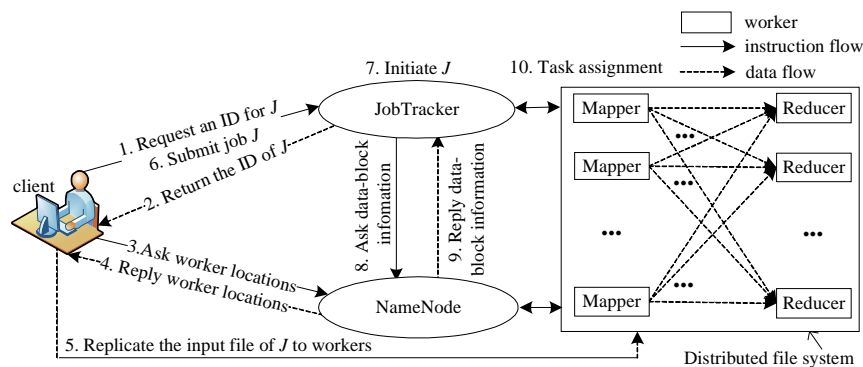 worker
instruction flow
data flow
7. Initiate J
10. Task assignment
JobTracker
Mapper
Reducer
•••
1. Request an ID for J
6. Submit job J
2. Return the ID of J
client
Mapper
Reducer
•••
8. Ask data-block
infomation
9. Reply data-
block information
•••
•••
3.Ask worker locations
4. Reply worker locations
•••
NameNode
Mapper
Reducer
5. Replicate the input file of J to workers
Distributed file system